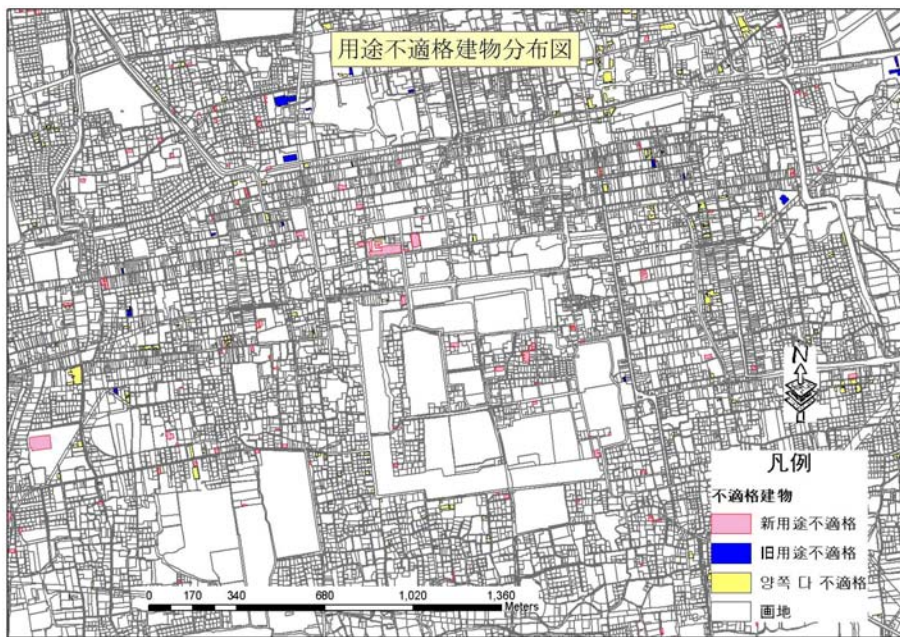 用途不適格建物分布図
N
凡例
不適格建物
新用途不適格
旧用途不適格
양쪽 다 不適格
画地
0 170 340 680 1,020 1,360
Meters